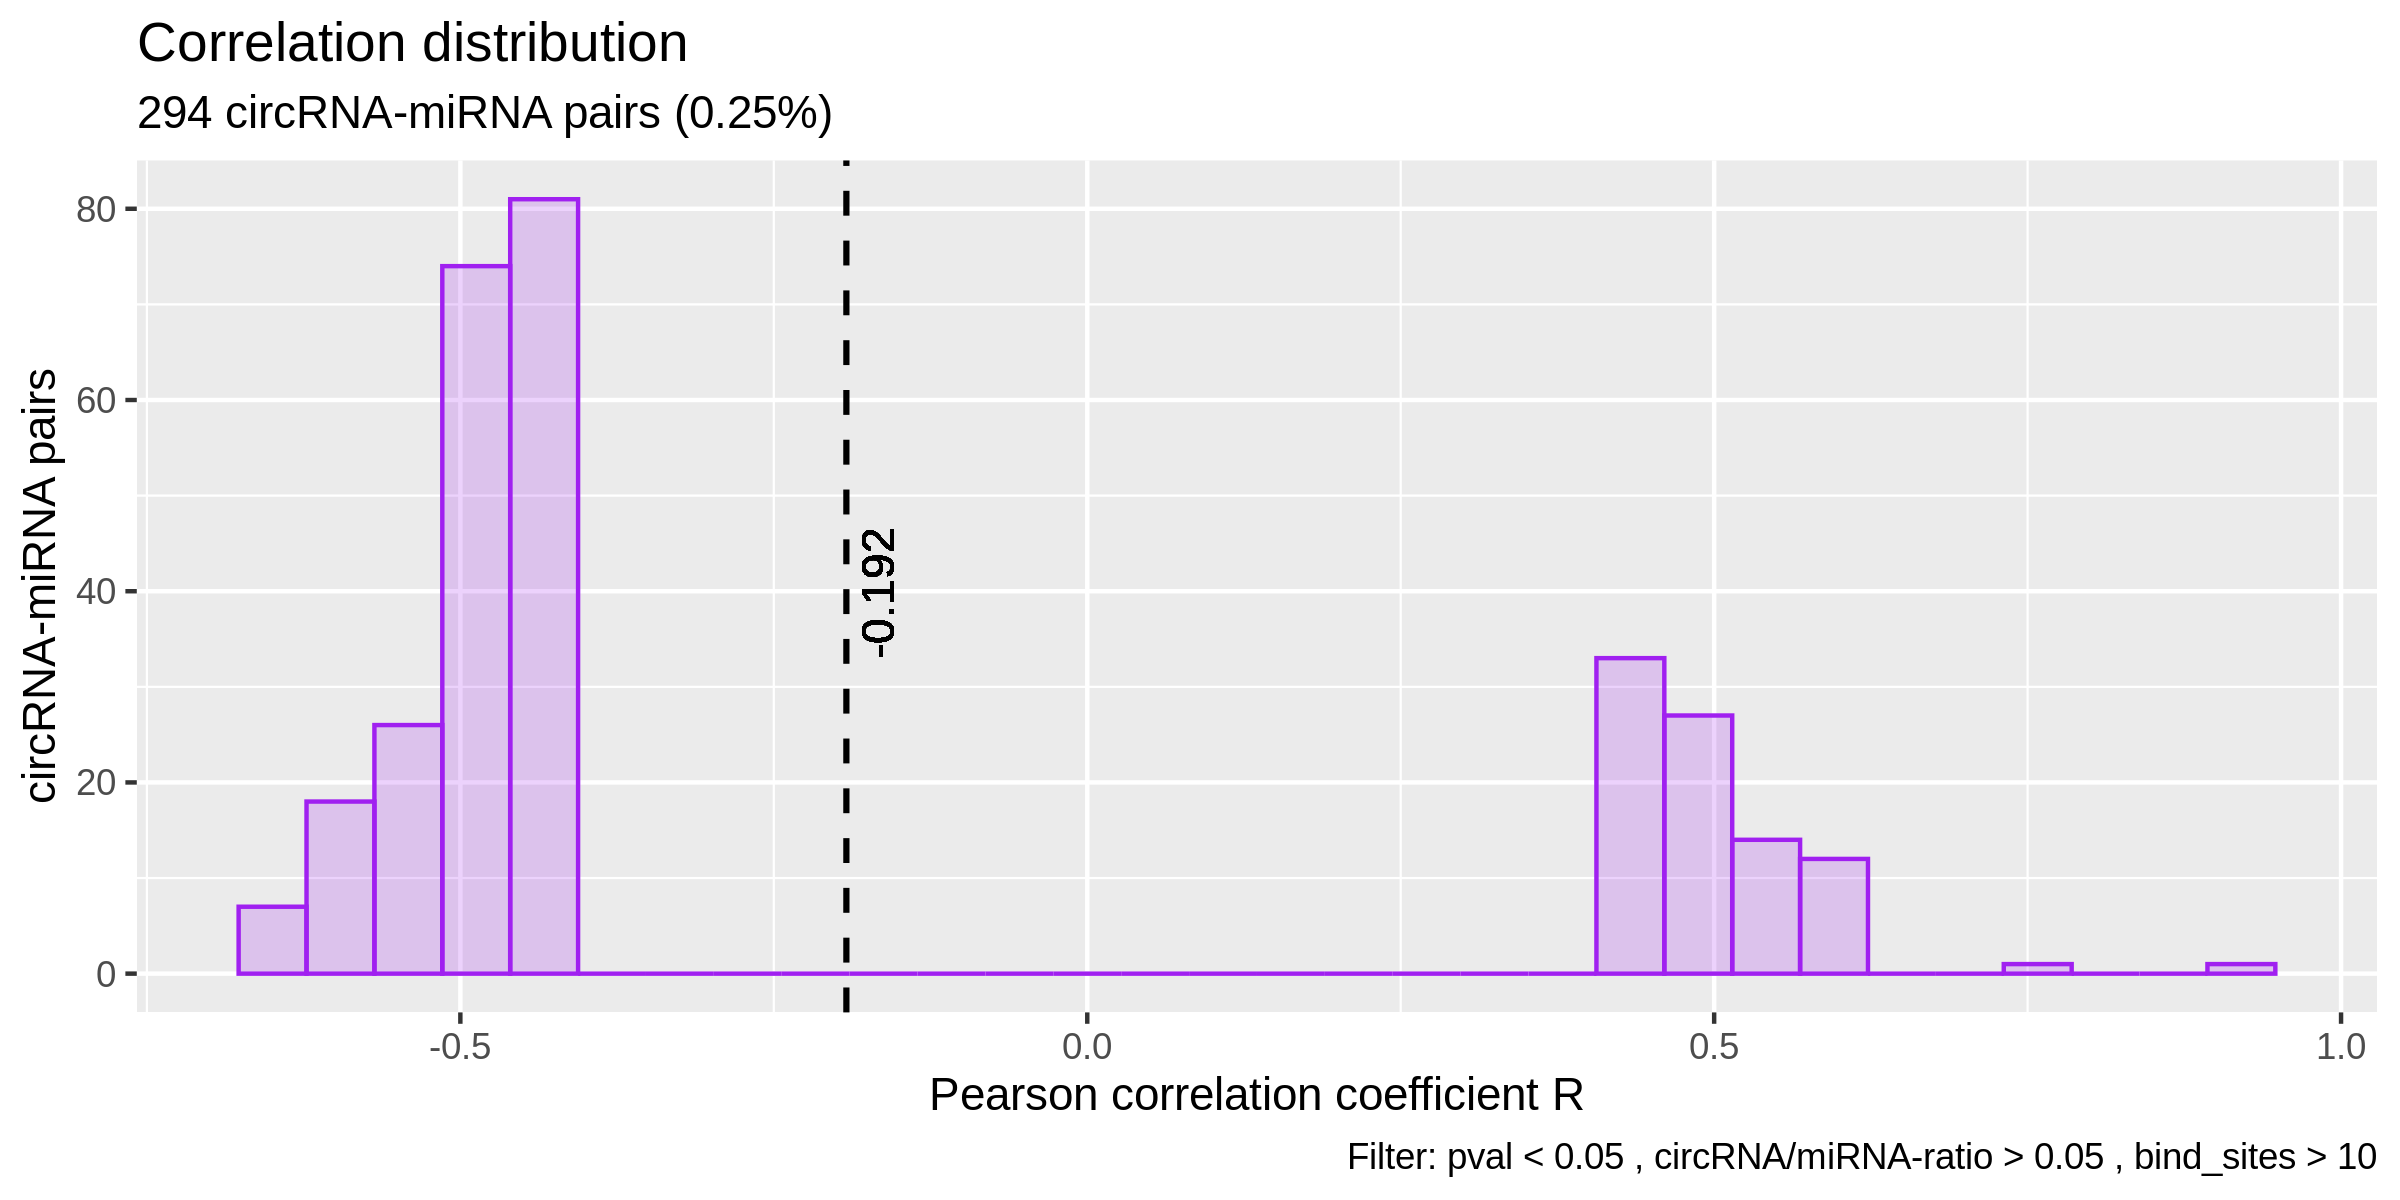 Correlation distribution
294 circRNA-miRNA pairs (0.25%)
circRNA-miRNA pairs
80
60
40
20
0
-0.192
-0.5
0.0
0.5
1.0
Pearson correlation coefficient R
Filter: pval < 0.05 , circRNA/miRNA-ratio > 0.05 , bind_sites > 10